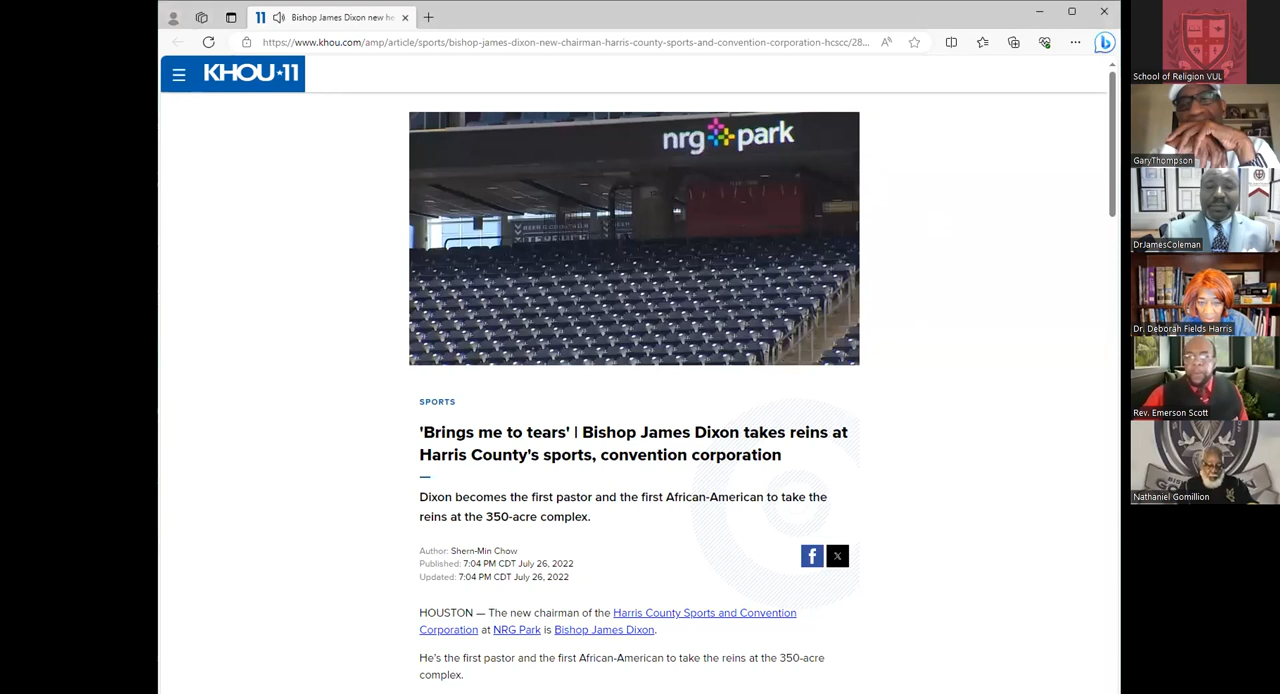 11 Bishop James Dixon new he
https://www.khou.com/amp/article/sports/bishop-james-dixon-new-chairman-harris-county-sports-and-convention-corporation-hcscc/28...
KHOU★11
nrg park
SPORTS
'Brings me to tears' | Bishop James Dixon takes reins at
Harris County's sports, convention corporation
Dixon becomes the first pastor and the first African-American to take the
reins at the 350-acre complex.
Author: Shern-Min Chow
Published: 7:04 PM CDT July 26, 2022
Updated: 7:04 PM CDT July 26, 2022
HOUSTON — The new chairman of the Harris County Sports and Convention
Corporation at NRG Park is Bishop James Dixon.
He's the first pastor and the first African-American to take the reins at the 350-acre
complex.
School of Religion VUL
GaryThompson
DrJamesColeman
Dr. Deborah Fields Harris
Rev. Emerson Scott
Nathaniel Gomillion